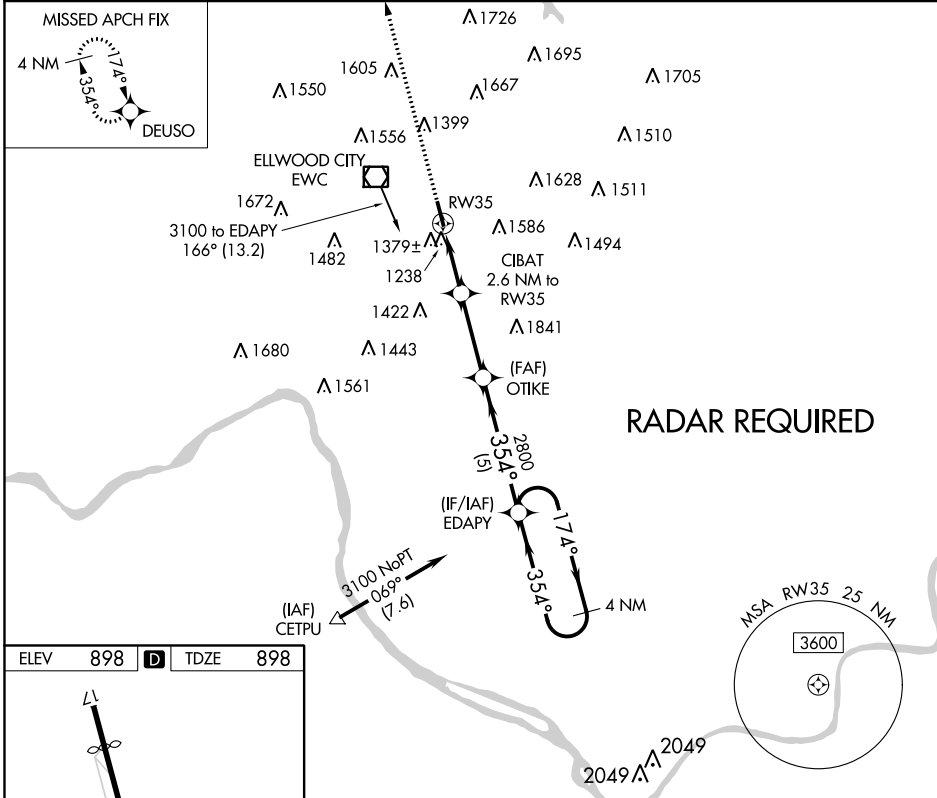 MISSED APCH FIX
4 NM
174°
354°
DEUSO
1726
1695
1605
1705
1667
1550
1399
1556
1510
ELLWOOD CITY
EWC
1628
1511
1672
RW35
3100 to EDAPY
166° (13.2)
1586
1482
1379±
1494
1238
CIBAT
2.6 NM to
RW35
1422
1841
1680
1443
(FAF)
OTIKE
1561
RADAR REQUIRED
2800
354°
(5)
(IF/IAF)
EDAPY
174°
354°
4 NM
3100 NoPT
069°
(7.6)
(IAF)
CETPU
MSA RW35 25 NM
3600
ELEV 898 D TDZE 898
17
2049
2049